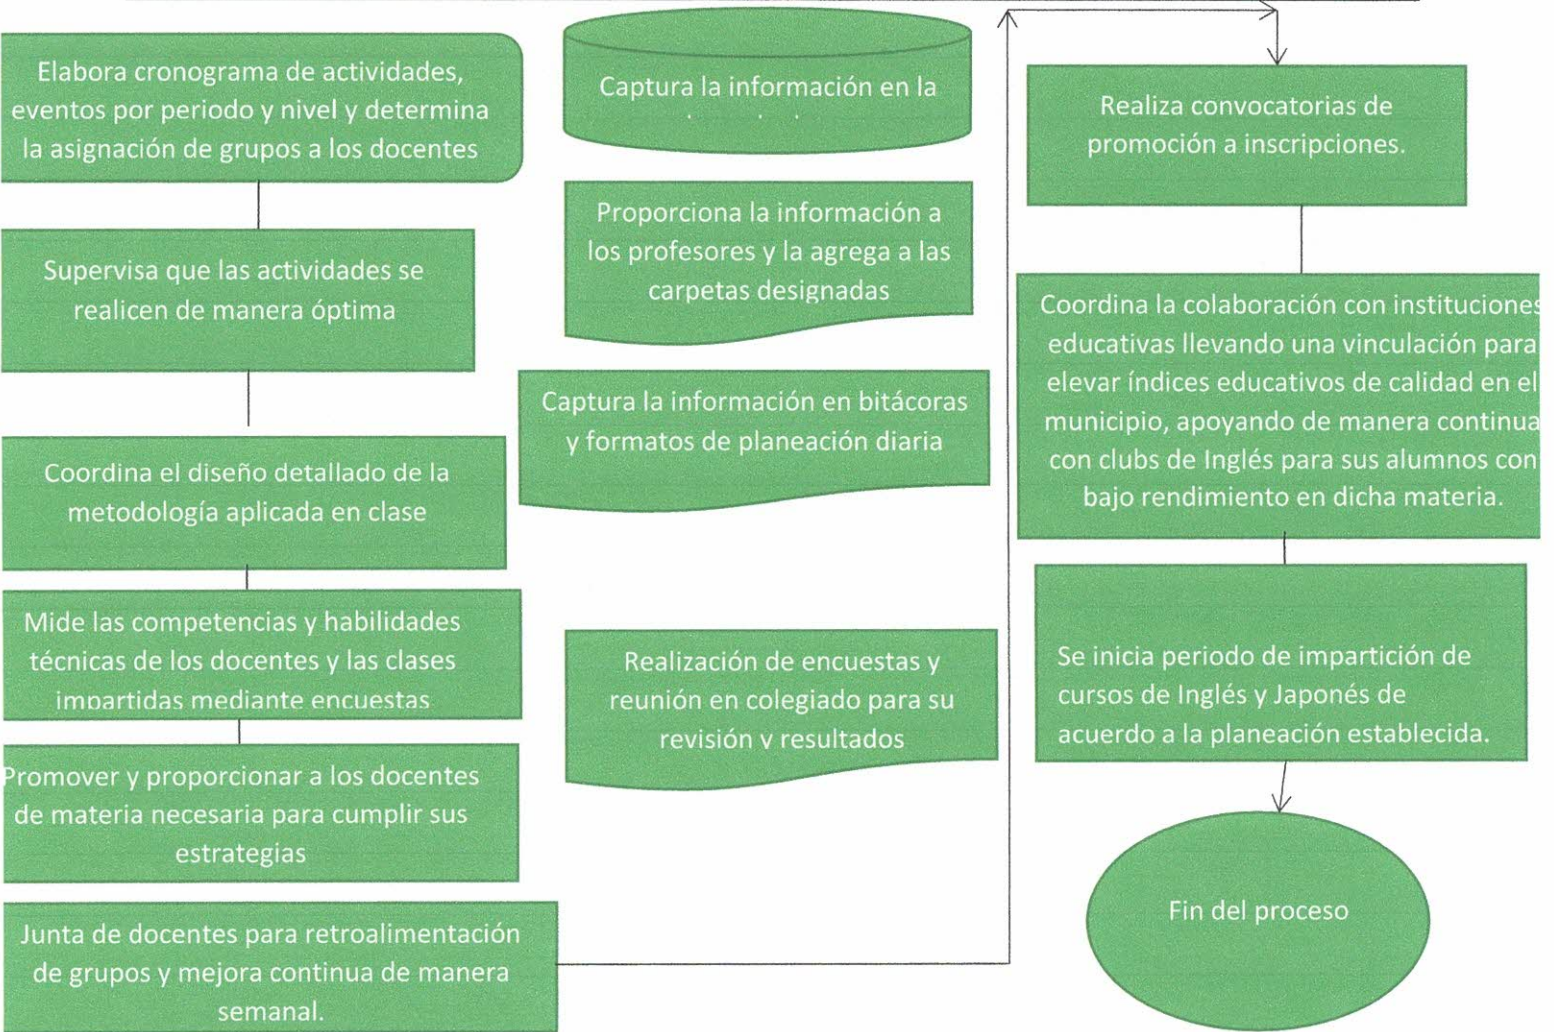 Elabora cronograma de actividades,
eventos por periodo y nivel y determina
la asignación de grupos a los docentes
Supervisa que las actividades se
realicen de manera óptima
Coordina el diseño detallado de la
metodología aplicada en clase
Mide las competencias y habilidades
técnicas de los docentes y las clases
impartidas mediante encuestas
Promover y proporcionar a los docentes
de materia necesaria para cumplir sus
estrategias
Junta de docentes para retroalimentación
de grupos y mejora continua de manera
semanal.
Captura la información en la
Proporciona la información a
los profesores y la agrega a las
carpetas designadas
Captura la información en bitácoras
y formatos de planeación diaria
Realización de encuestas y
reunión en colegiado para su
revisión y resultados
Realiza convocatorias de
promoción a inscripciones.
Coordina la colaboración con instituciones
educativas llevando una vinculación para
elevar índices educativos de calidad en el
municipio, apoyando de manera continua
con clubs de Inglés para sus alumnos con
bajo rendimiento en dicha materia.
Se inicia periodo de impartición de
cursos de Inglés y Japonés de
acuerdo a la planeación establecida.
Fin del proceso